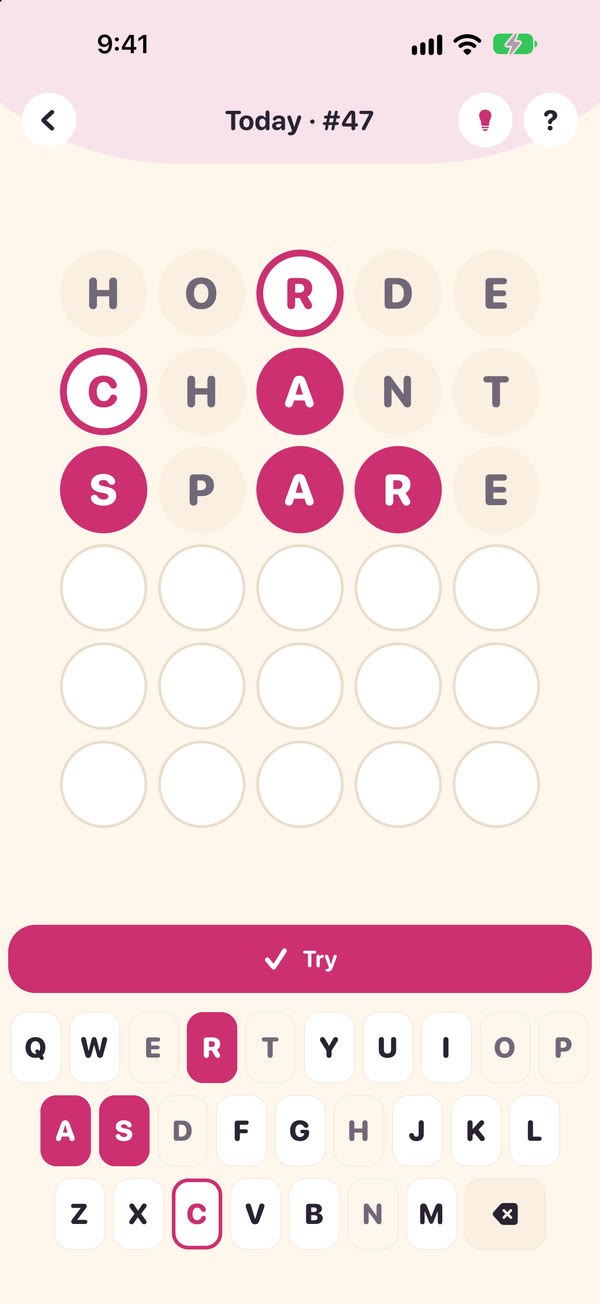 9:41
Today · #47
?
H O R D E
C H A N T
S P A R E
Try
Q W E R T Y U I O P
A S D F G H J K L
Z X C V B N M